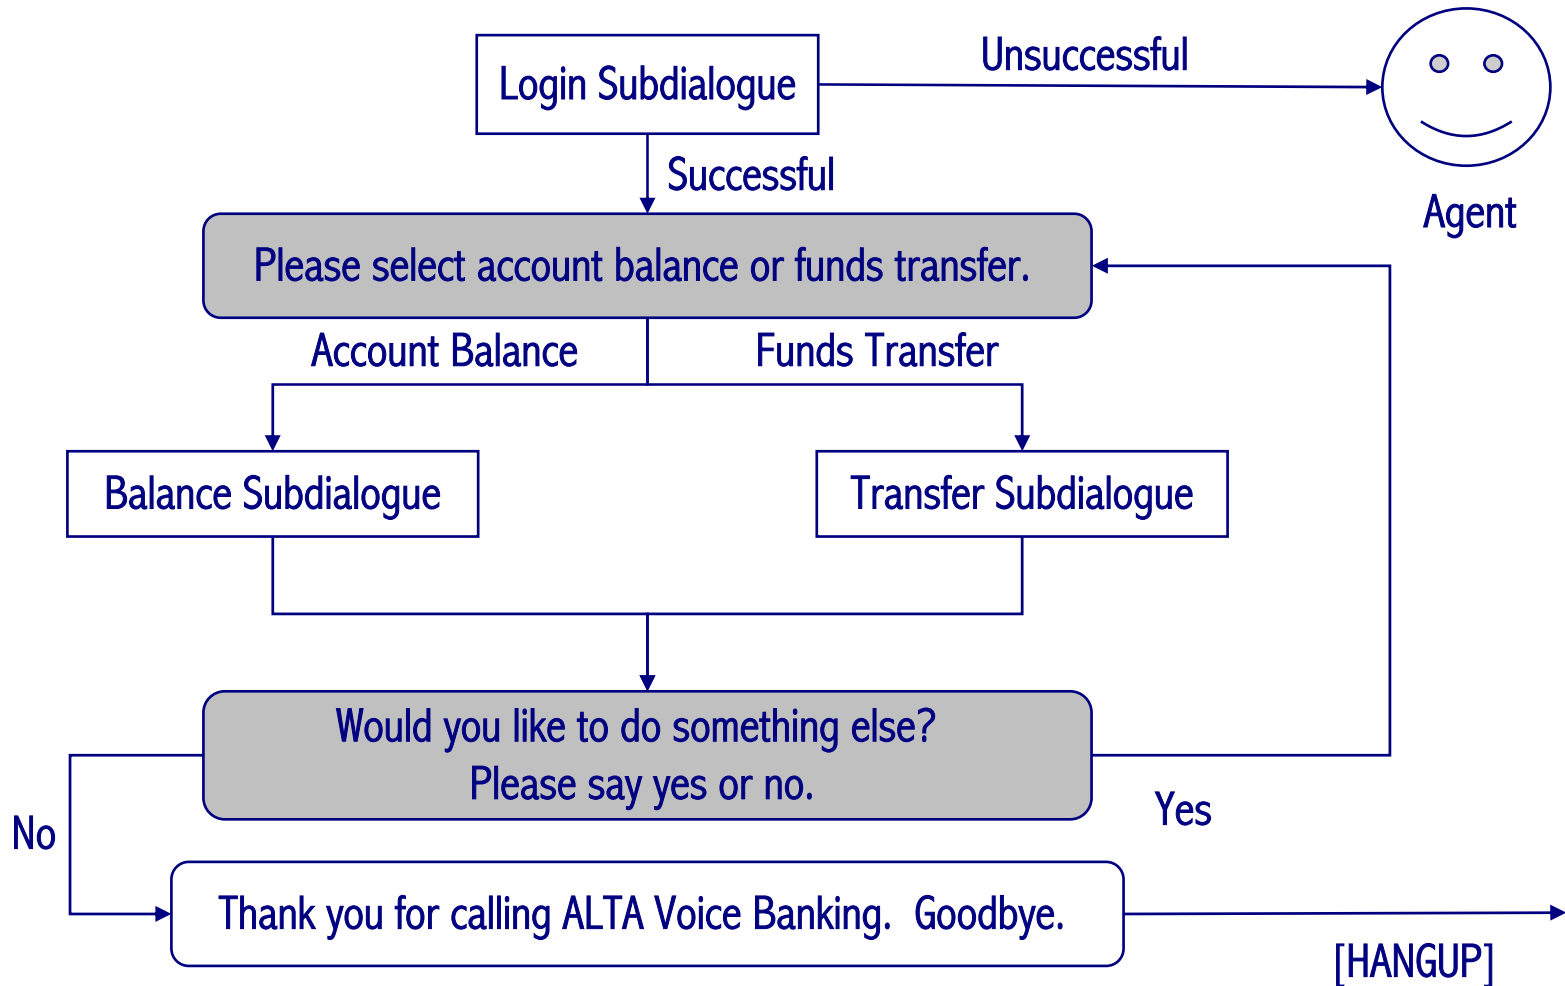 Login Subdialogue
Unsuccessful
Successful
Agent
Please select account balance or funds transfer.
Account Balance
Funds Transfer
Balance Subdialogue
Transfer Subdialogue
Would you like to do something else?
Please say yes or no.
Yes
No
Thank you for calling ALTA Voice Banking.  Goodbye.
[HANGUP]